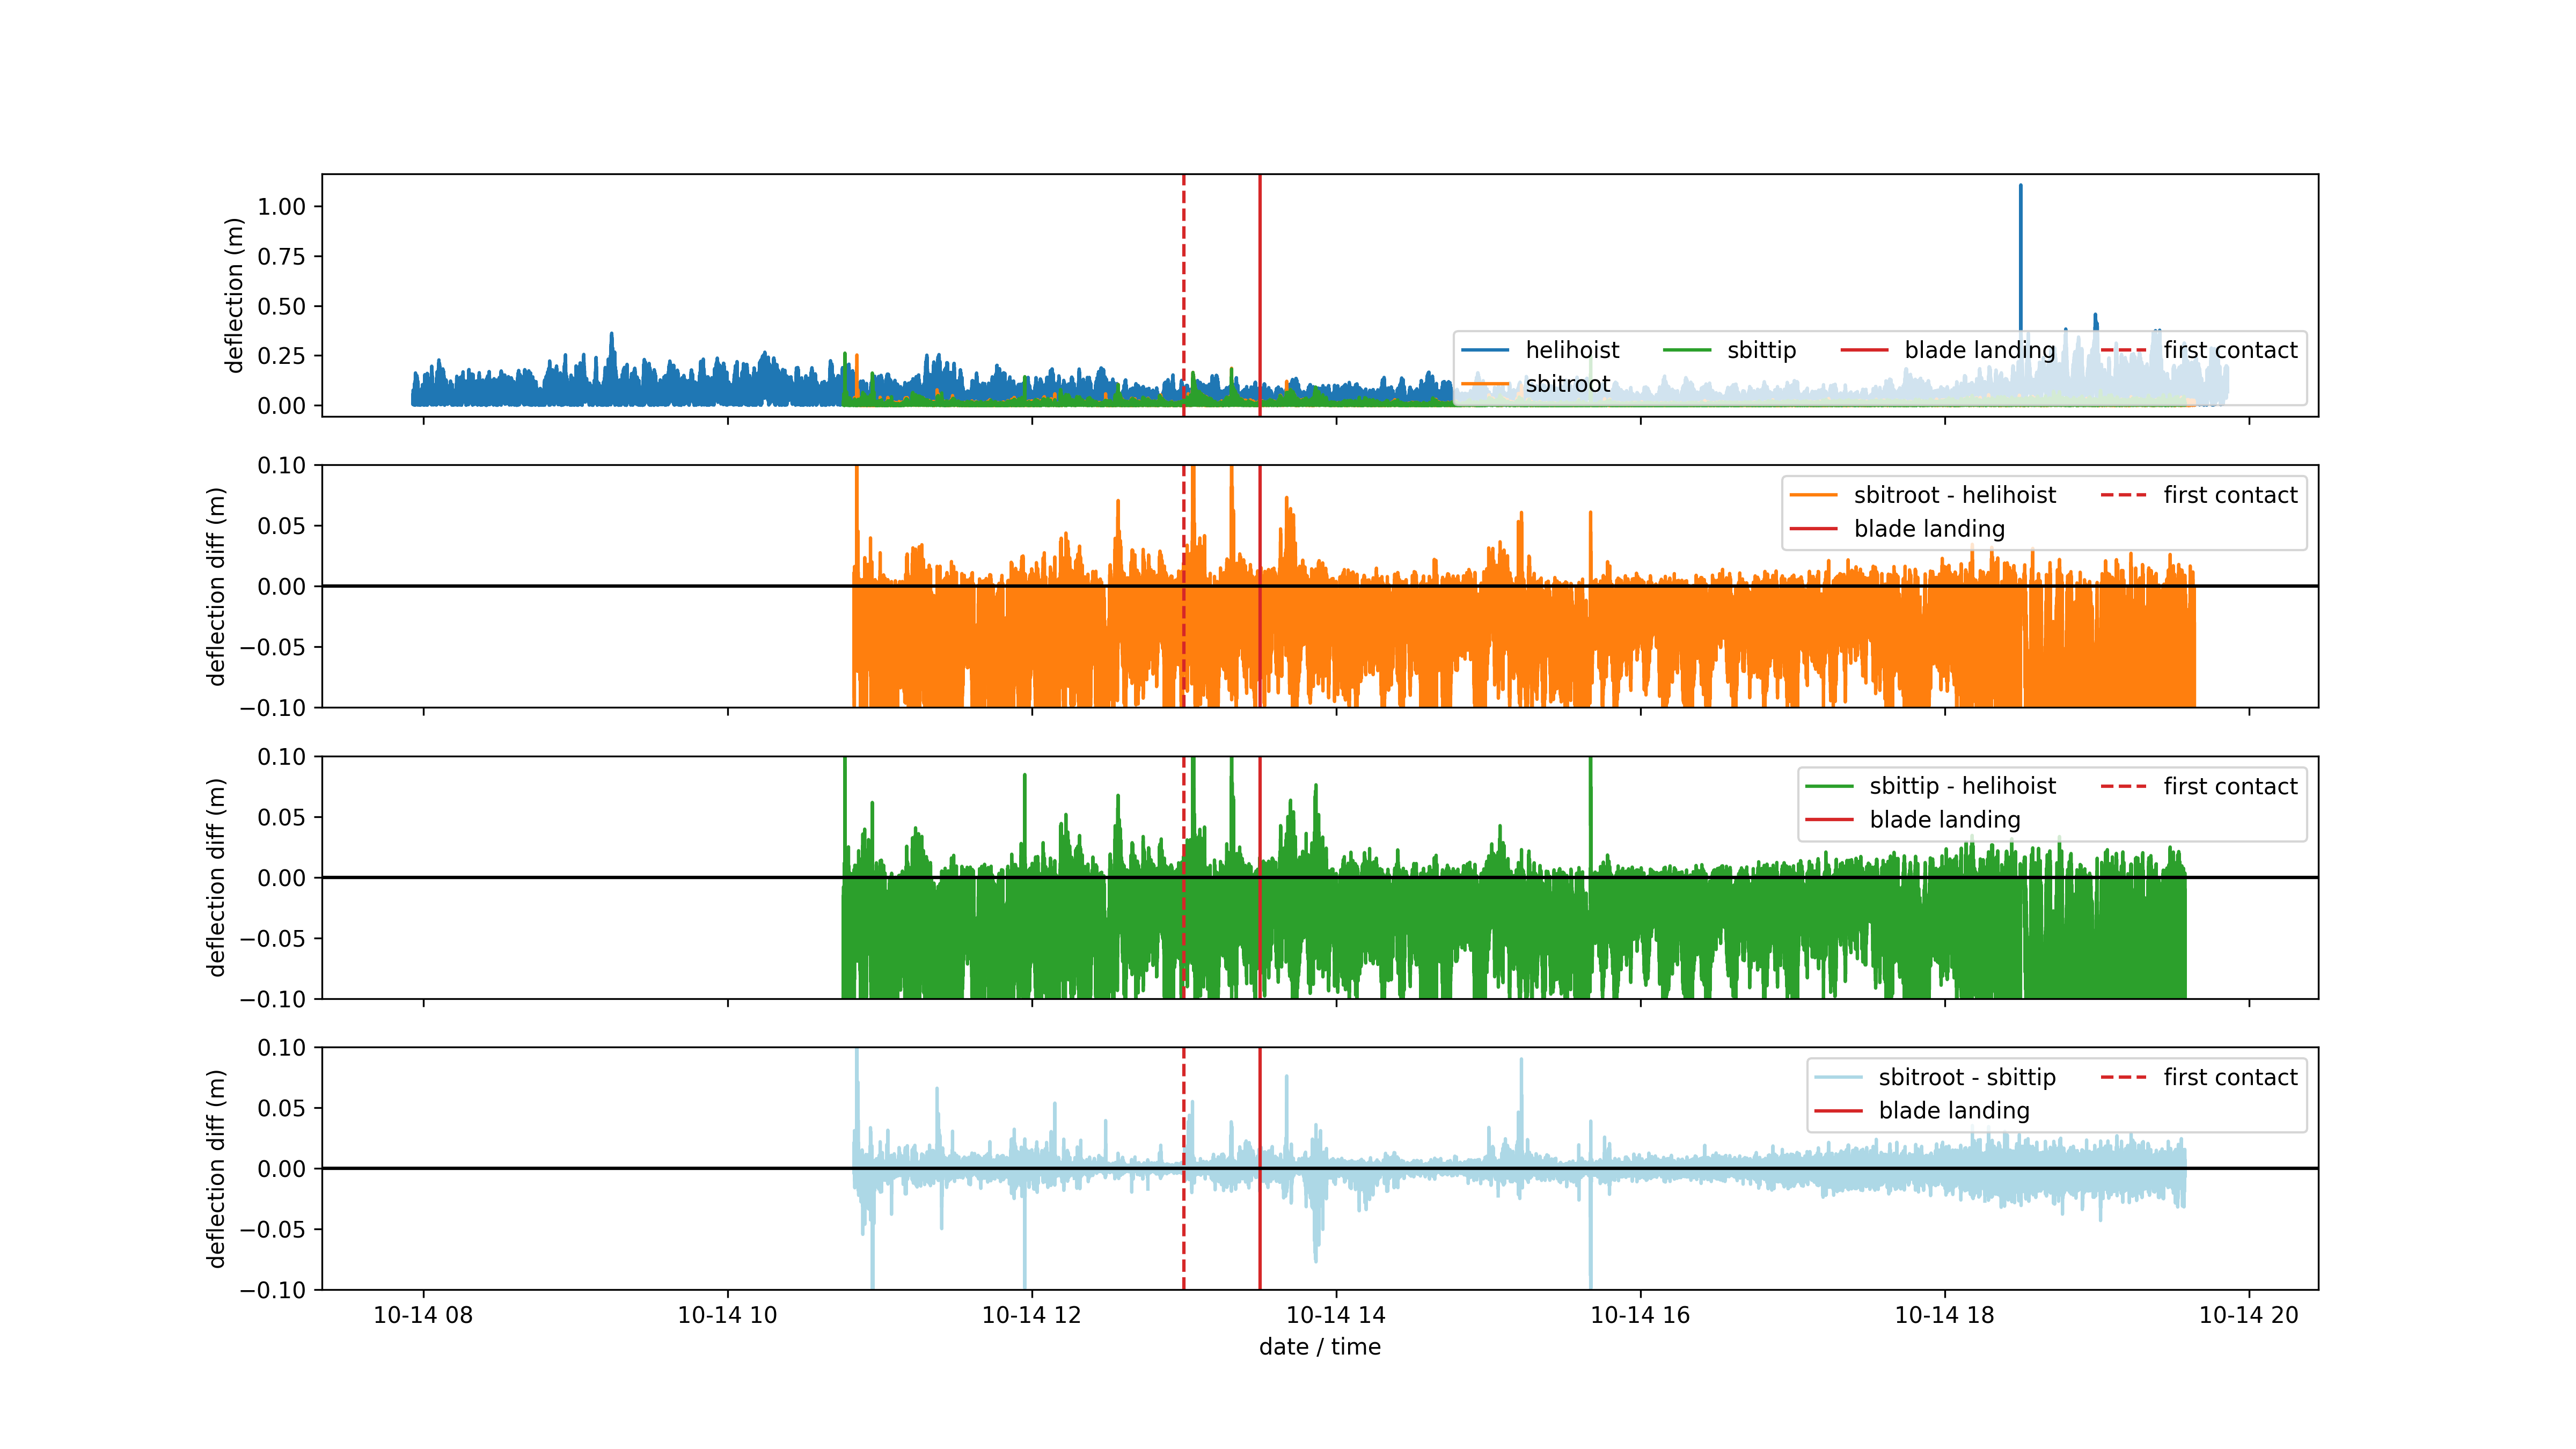 deflection (m)
1.00
0.75
0.50
0.25
0.00
helihoist sbittip blade landing first contact
sbitroot
deflection diff (m)
0.10
0.05
0.00
−0.05
−0.10
sbitroot - helihoist first contact
blade landing
deflection diff (m)
0.10
0.05
0.00
−0.05
−0.10
sbittip - helihoist first contact
blade landing
deflection diff (m)
0.10
0.05
0.00
−0.05
−0.10
sbitroot - sbittip first contact
blade landing
10-14 08 10-14 10 10-14 12 10-14 14 10-14 16 10-14 18 10-14 20
date / time